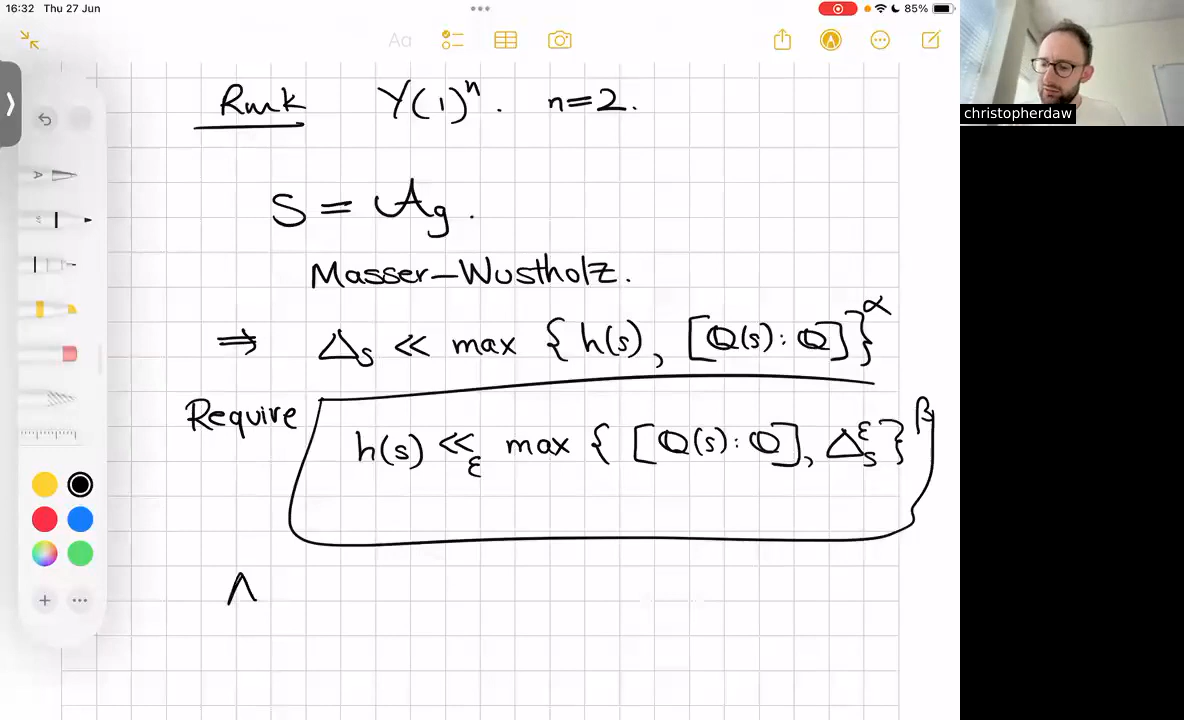 16:32 Thu 27 Jun
85%
Aa
christopherdaw
Rmk Y(1)ⁿ. n=2.
S = 𝒜_g.
Masser–Wustholz.
⇒ Δ_s ≪ max { h(s), [ℚ(s):ℚ] }^α
Require
h(s) ≪_ε max { [ℚ(s):ℚ], Δ_s^ε }^β
Λ